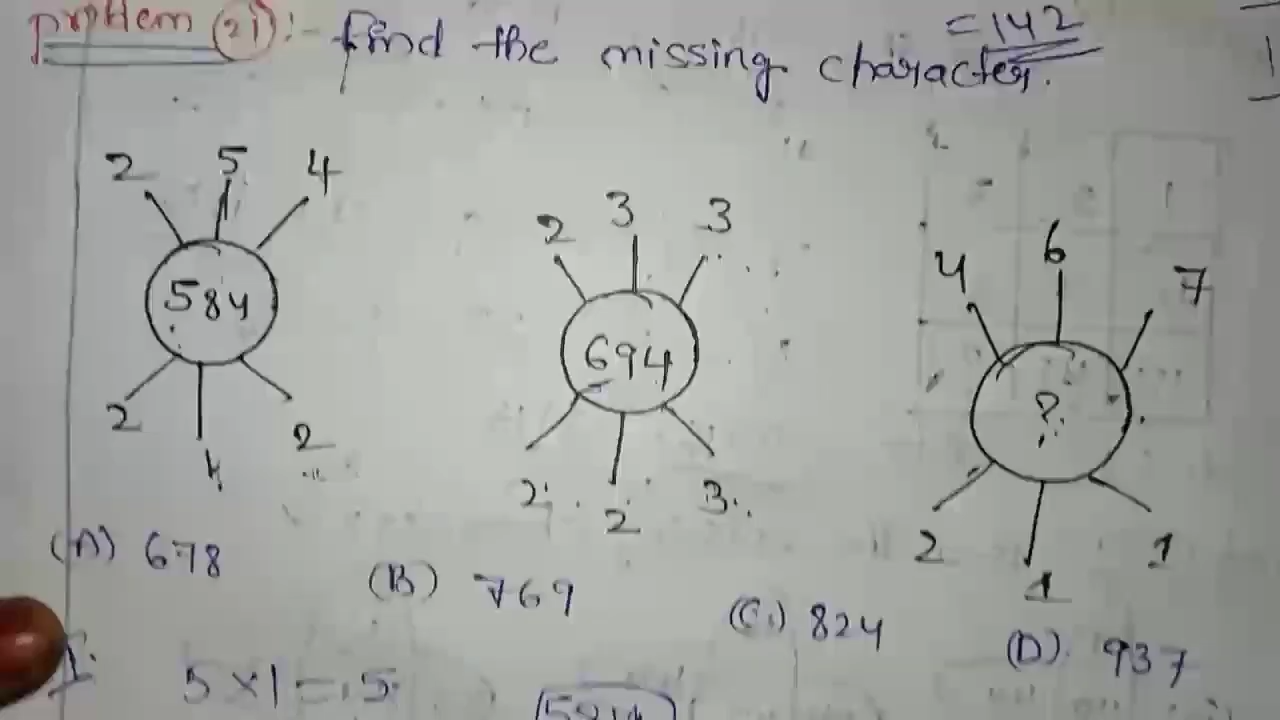 = 142
problem (21):- Find the missing character.
2 5 4
584
2 1 2
2 3 3
694
2 2 3
4 6 7
?
2 1 1
(A) 678
(B) 769
(C) 824
(D) 937
5 × 1 = 5